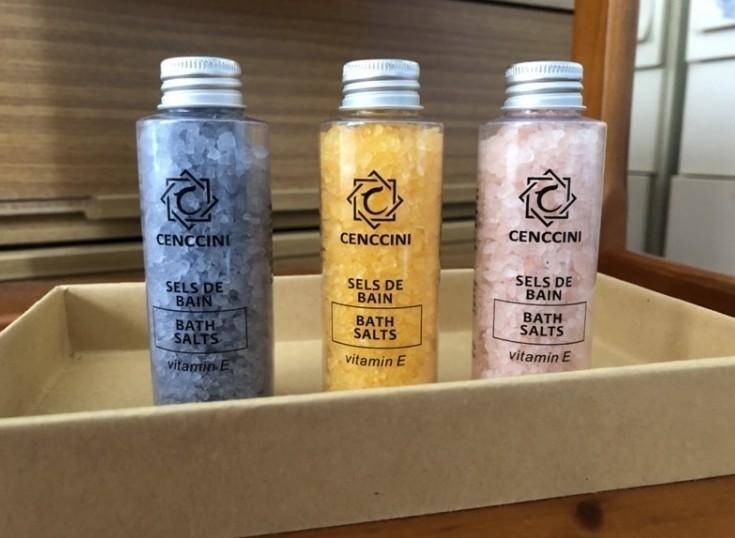 CENCCINI
SELS DE
BAIN
BATH
SALTS
vitamin E
CENCCINI
SELS DE
BAIN
BATH
SALTS
vitamin E
CENCCINI
SELS DE
BAIN
BATH
SALTS
vitamin E